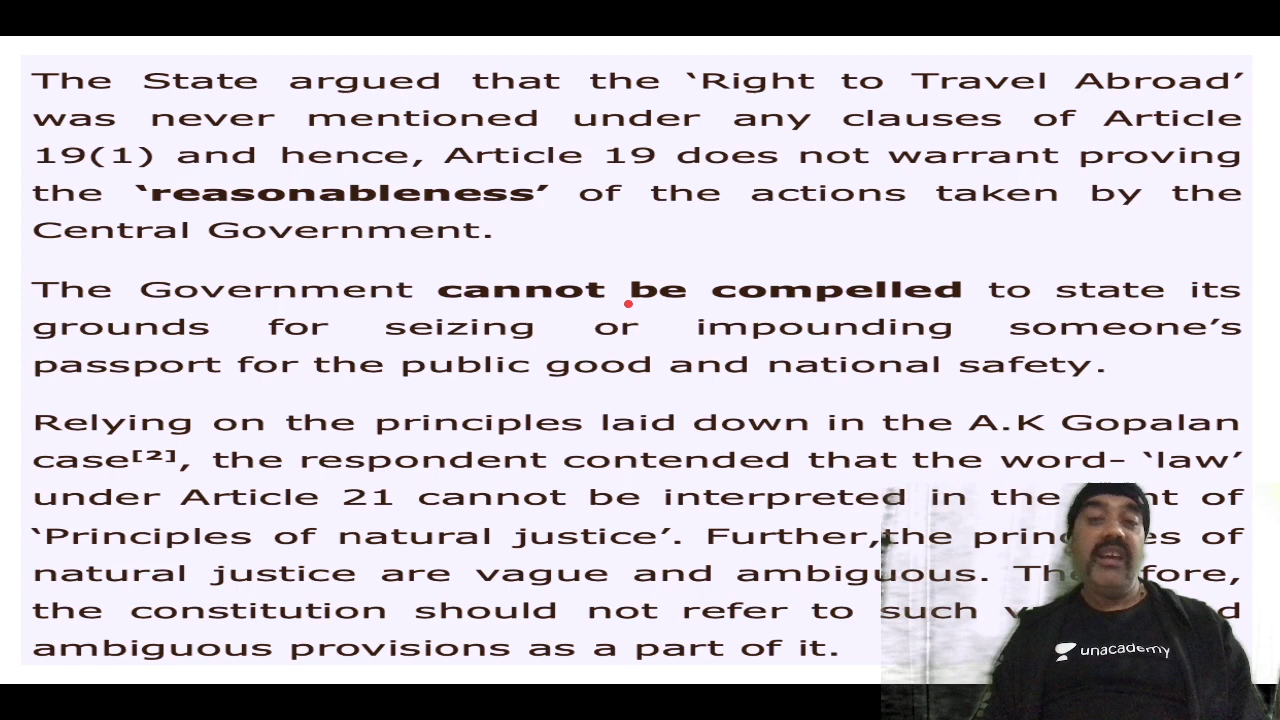 The State argued that the ‘Right to Travel Abroad’
was never mentioned under any clauses of Article
19(1) and hence, Article 19 does not warrant proving
the ‘reasonableness’ of the actions taken by the
Central Government.
The Government cannot be compelled to state its
grounds for seizing or impounding someone’s
passport for the public good and national safety.
Relying on the principles laid down in the A.K Gopalan
case[2], the respondent contended that the word- ‘law’
under Article 21 cannot be interpreted in the of
‘Principles of natural justice’. Further,the of
natural justice are vague and ambiguous.
the constitution should not refer to such
ambiguous provisions as a part of it.
unacademy